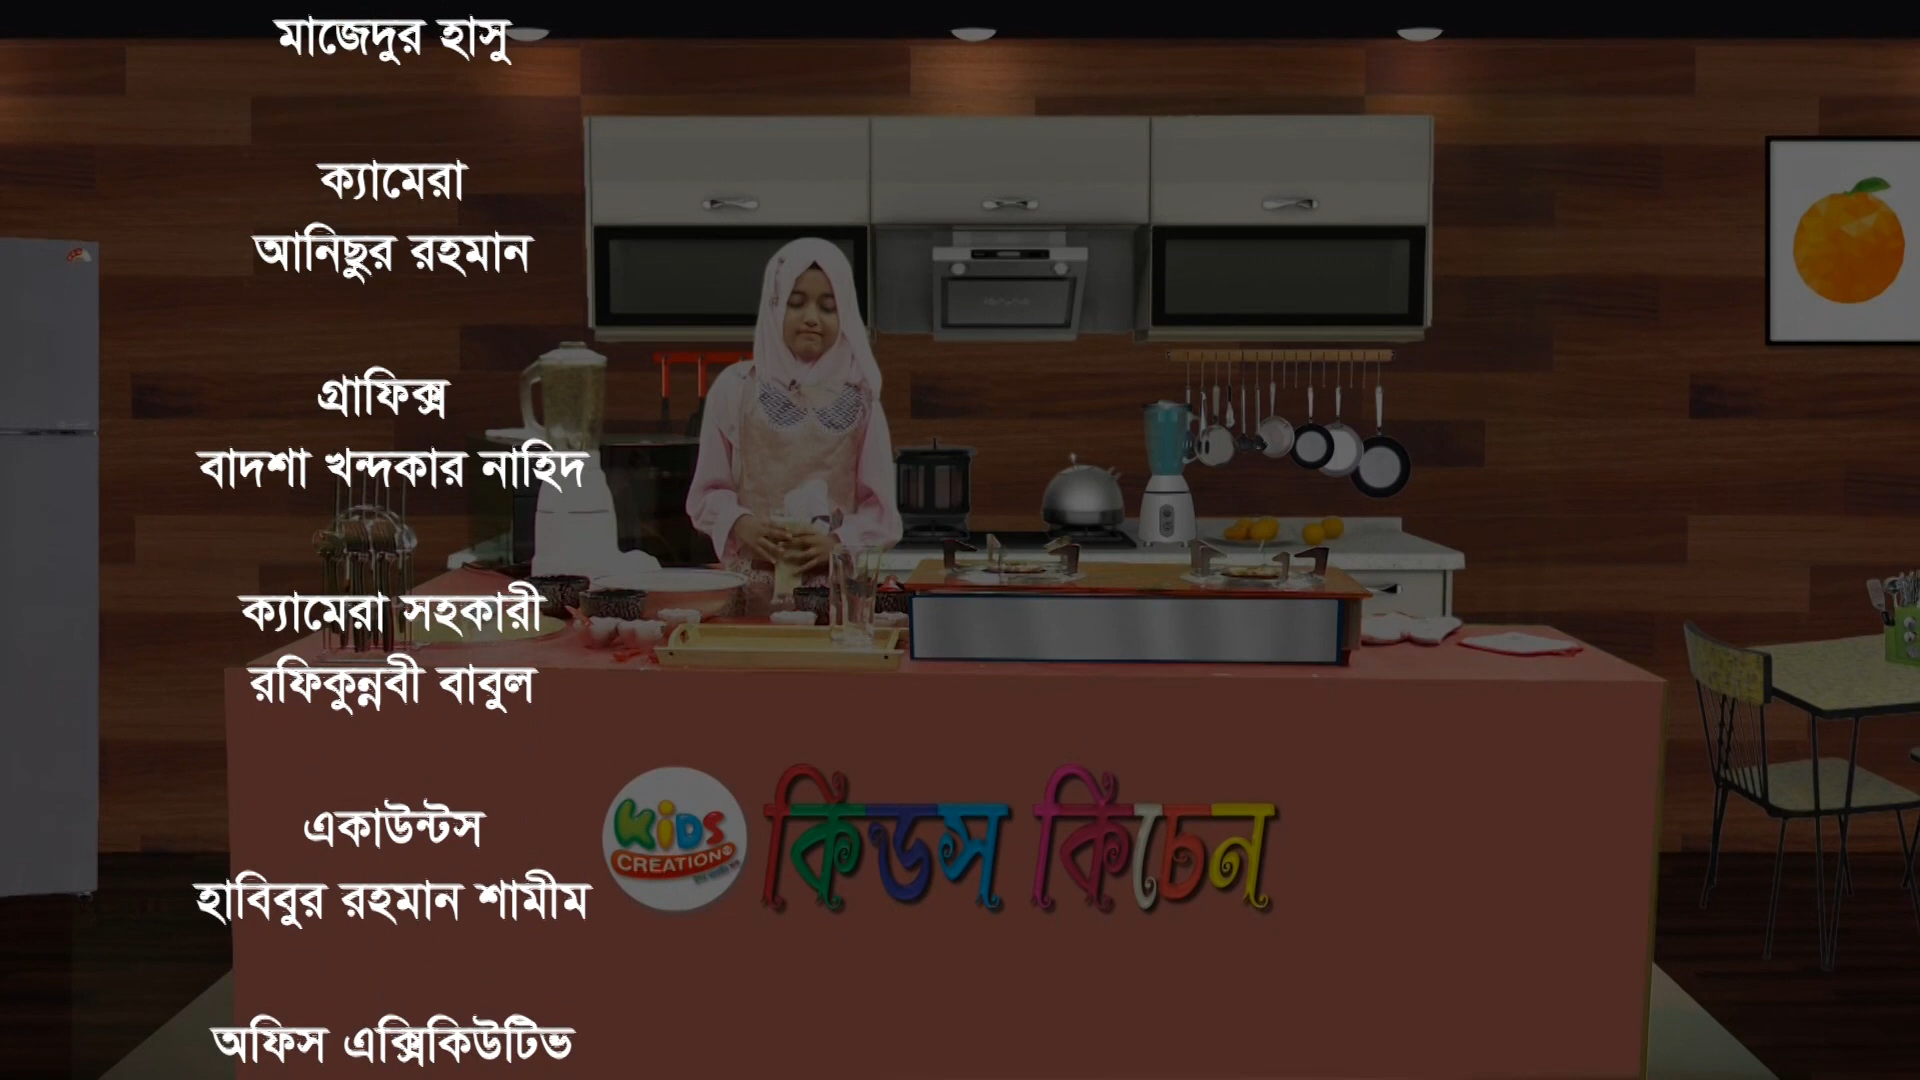 মাজেদুর হাসু
ক্যামেরা
আনিছুর রহমান
গ্রাফিক্স
বাদশা খন্দকার নাহিদ
ক্যামেরা সহকারী
রফিকুন্নবী বাবুল
একাউন্টস
হাবিবুর রহমান শামীম
অফিস এক্সিকিউটিভ
KiDS
CREATION®
কিডস কিচেন